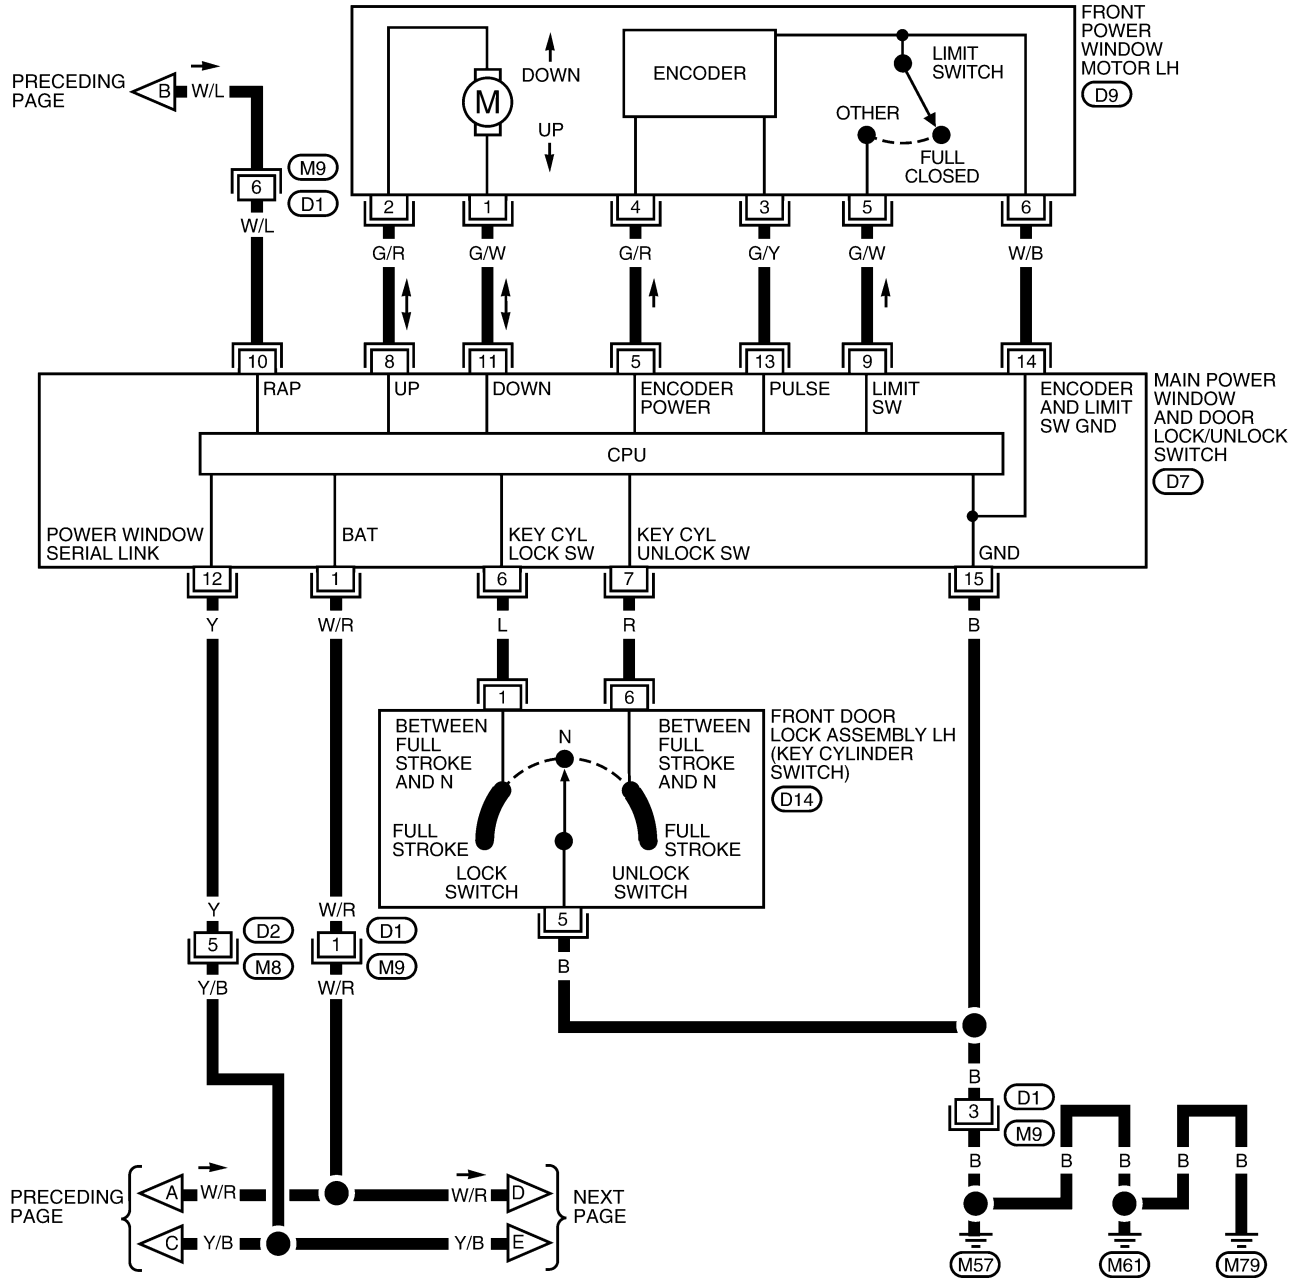 FRONT
POWER
WINDOW
MOTOR LH
D9
PRECEDING
PAGE
B
W/L
M
DOWN
UP
ENCODER
LIMIT
SWITCH
OTHER
FULL
CLOSED
M9
6
D1
W/L
2
1
4
3
5
6
G/R
G/W
G/R
G/Y
G/W
W/B
10
8
11
5
13
9
14
RAP
UP
DOWN
ENCODER
POWER
PULSE
LIMIT
SW
ENCODER
AND LIMIT
SW GND
MAIN POWER
WINDOW
AND DOOR
LOCK/UNLOCK
SWITCH
D7
CPU
POWER WINDOW
SERIAL LINK
BAT
KEY CYL
LOCK SW
KEY CYL
UNLOCK SW
GND
12
1
6
7
15
Y
W/R
L
R
B
1
6
BETWEEN
FULL
STROKE
AND N
N
BETWEEN
FULL
STROKE
AND N
FULL
STROKE
FULL
STROKE
LOCK
SWITCH
UNLOCK
SWITCH
FRONT DOOR
LOCK ASSEMBLY LH
(KEY CYLINDER
SWITCH)
D14
5
B
Y
W/R
5
D2
M8
1
D1
M9
Y/B
W/R
B
3
D1
M9
B
B
B
B
B
PRECEDING
PAGE
A
W/R
W/R
D
C
Y/B
Y/B
E
NEXT
PAGE
M57
M61
M79